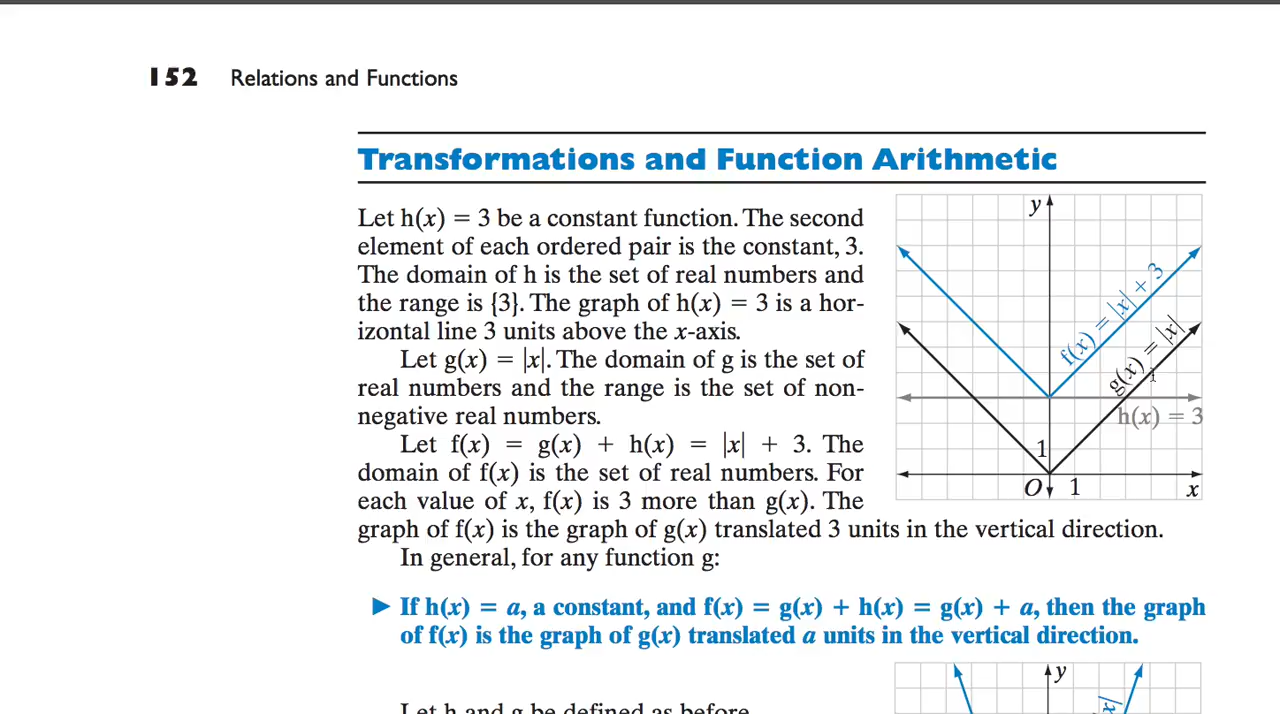 152 Relations and Functions
Transformations and Function Arithmetic
Let h(x) = 3 be a constant function. The second
element of each ordered pair is the constant, 3.
The domain of h is the set of real numbers and
the range is {3}. The graph of h(x) = 3 is a hor-
izontal line 3 units above the x-axis.
Let g(x) = |x|. The domain of g is the set of
real numbers and the range is the set of non-
negative real numbers.
Let f(x) = g(x) + h(x) = |x| + 3. The
domain of f(x) is the set of real numbers. For
each value of x, f(x) is 3 more than g(x). The
graph of f(x) is the graph of g(x) translated 3 units in the vertical direction.
In general, for any function g:
▶ If h(x) = a, a constant, and f(x) = g(x) + h(x) = g(x) + a, then the graph
of f(x) is the graph of g(x) translated a units in the vertical direction.
Let h and g be defined as before
y
f(x) = |x| + 3
g(x) = |x|
h(x) = 3
1
O 1 x
y